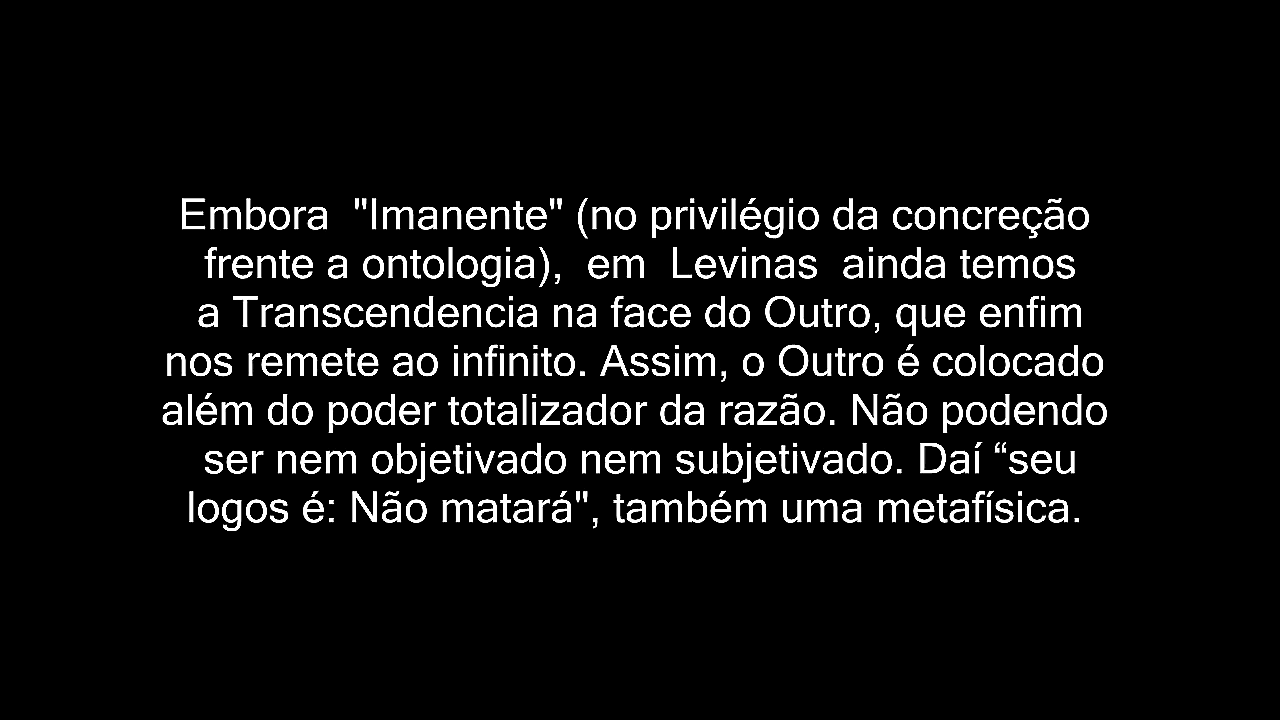 Embora  "Imanente" (no privilégio da concreção
frente a ontologia),  em  Levinas  ainda temos
a Transcendencia na face do Outro, que enfim
nos remete ao infinito. Assim, o Outro é colocado
além do poder totalizador da razão. Não podendo
ser nem objetivado nem subjetivado. Daí “seu
logos é: Não matará", também uma metafísica.